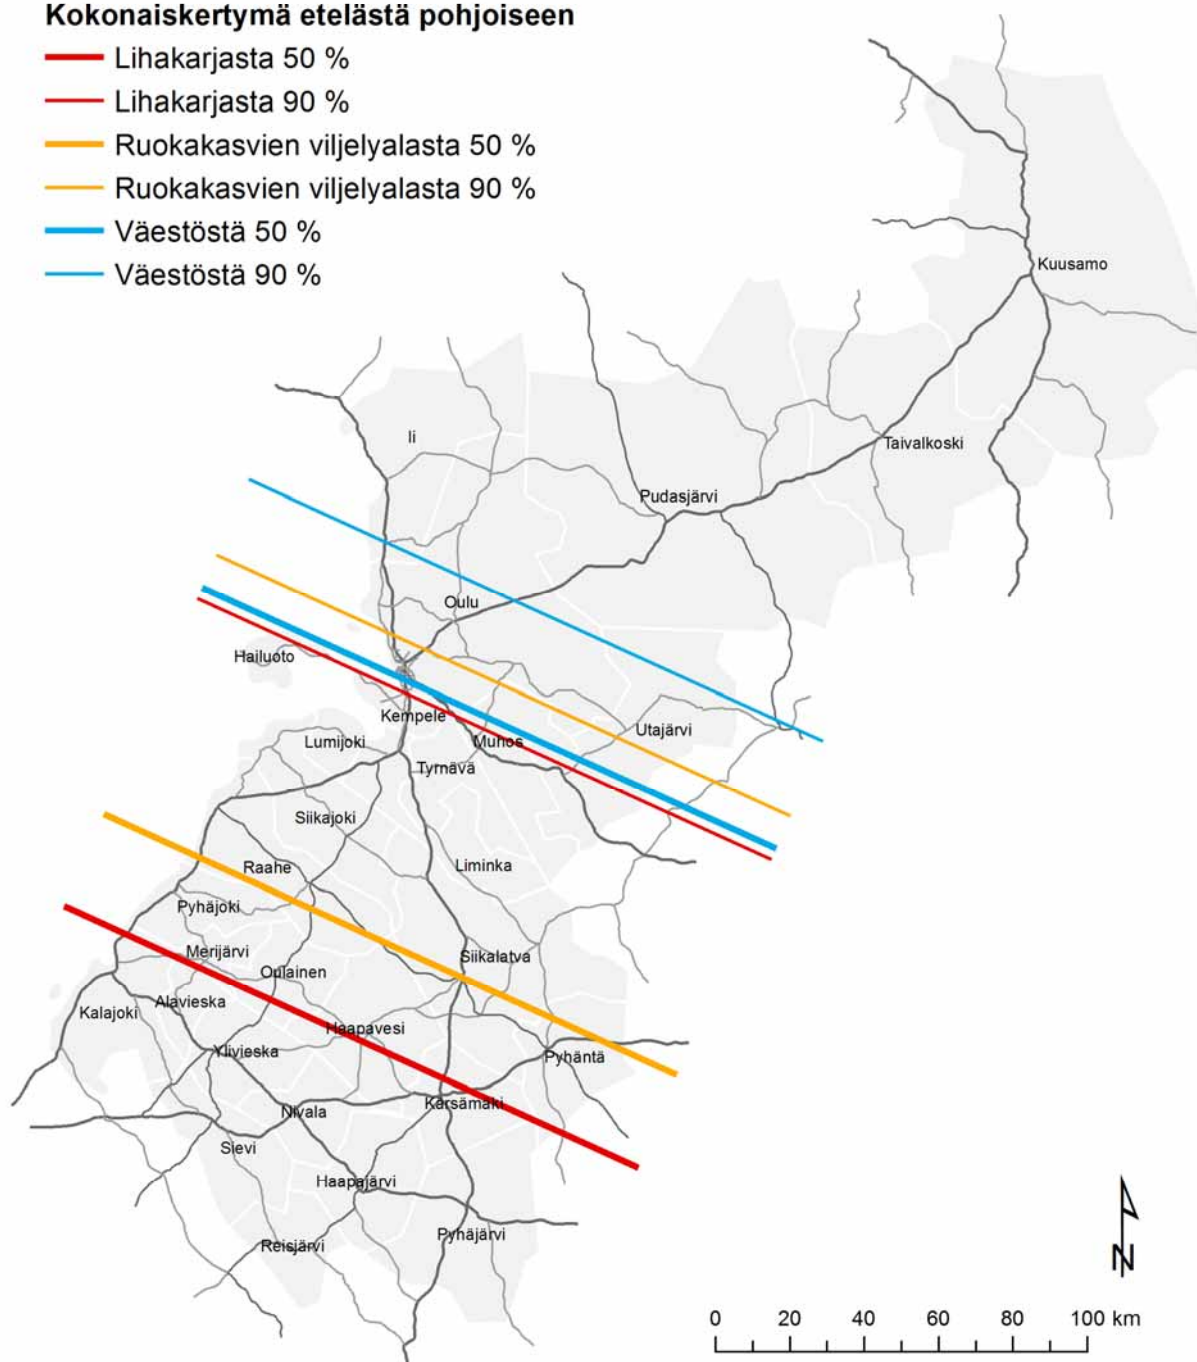 Kokonaiskertymä etelästä pohjoiseen
Lihakarjasta 50 %
Lihakarjasta 90 %
Ruokakasvien viljelyalasta 50 %
Ruokakasvien viljelyalasta 90 %
Väestöstä 50 %
Väestöstä 90 %
Kuusamo
Ii
Taivalkoski
Pudasjärvi
Oulu
Hailuoto
Kempele
Utajärvi
Lumijoki
Muhos
Tyrnävä
Siikajoki
Raahe
Liminka
Pyhäjoki
Merijärvi
Siikalatva
Oulainen
Alavieska
Kalajoki
Haapavesi
Ylivieska
Pyhäntä
Kärsämäki
Nivala
Sievi
Haapajärvi
Pyhäjärvi
Reisjärvi
N
0 20 40 60 80 100 km